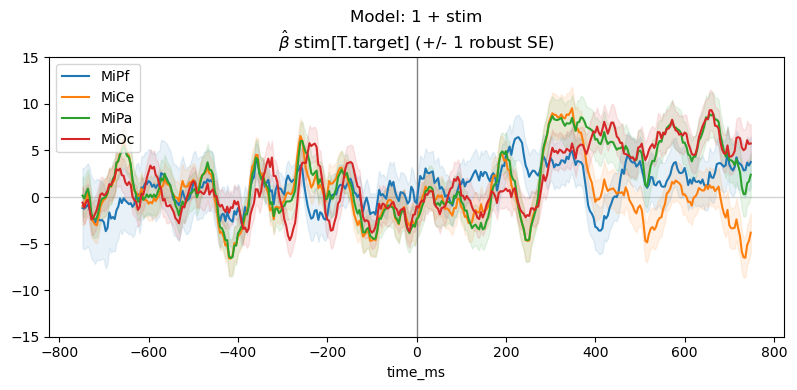 Model: 1 + stim
β̂ stim[T.target] (+/- 1 robust SE)
15
10
5
0
−5
−10
−15
MiPf
MiCe
MiPa
MiOc
−800 −600 −400 −200 0 200 400 600 800
time_ms